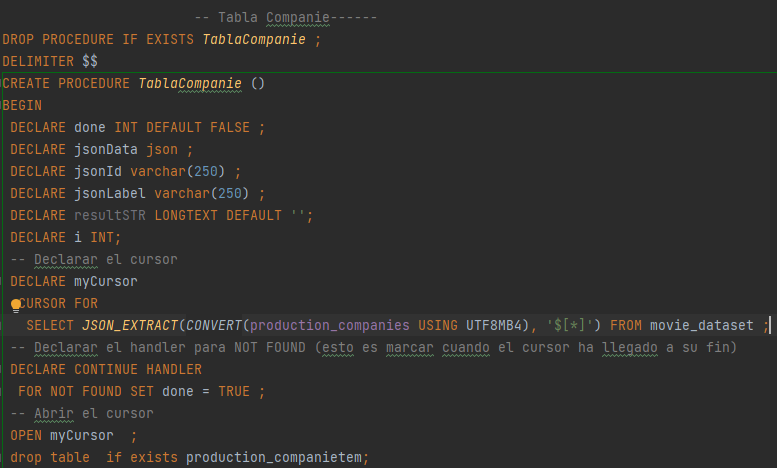 -- Tabla Companie------
DROP PROCEDURE IF EXISTS TablaCompanie ;
DELIMITER $$
CREATE PROCEDURE TablaCompanie ()
BEGIN
DECLARE done INT DEFAULT FALSE ;
DECLARE jsonData json ;
DECLARE jsonId varchar(250) ;
DECLARE jsonLabel varchar(250) ;
DECLARE resultSTR LONGTEXT DEFAULT '';
DECLARE i INT;
-- Declarar el cursor
DECLARE myCursor
CURSOR FOR
SELECT JSON_EXTRACT(CONVERT(production_companies USING UTF8MB4), '$[*]') FROM movie_dataset ;
-- Declarar el handler para NOT FOUND (esto es marcar cuando el cursor ha llegado a su fin)
DECLARE CONTINUE HANDLER
FOR NOT FOUND SET done = TRUE ;
-- Abrir el cursor
OPEN myCursor  ;
drop table  if exists production_companietem;